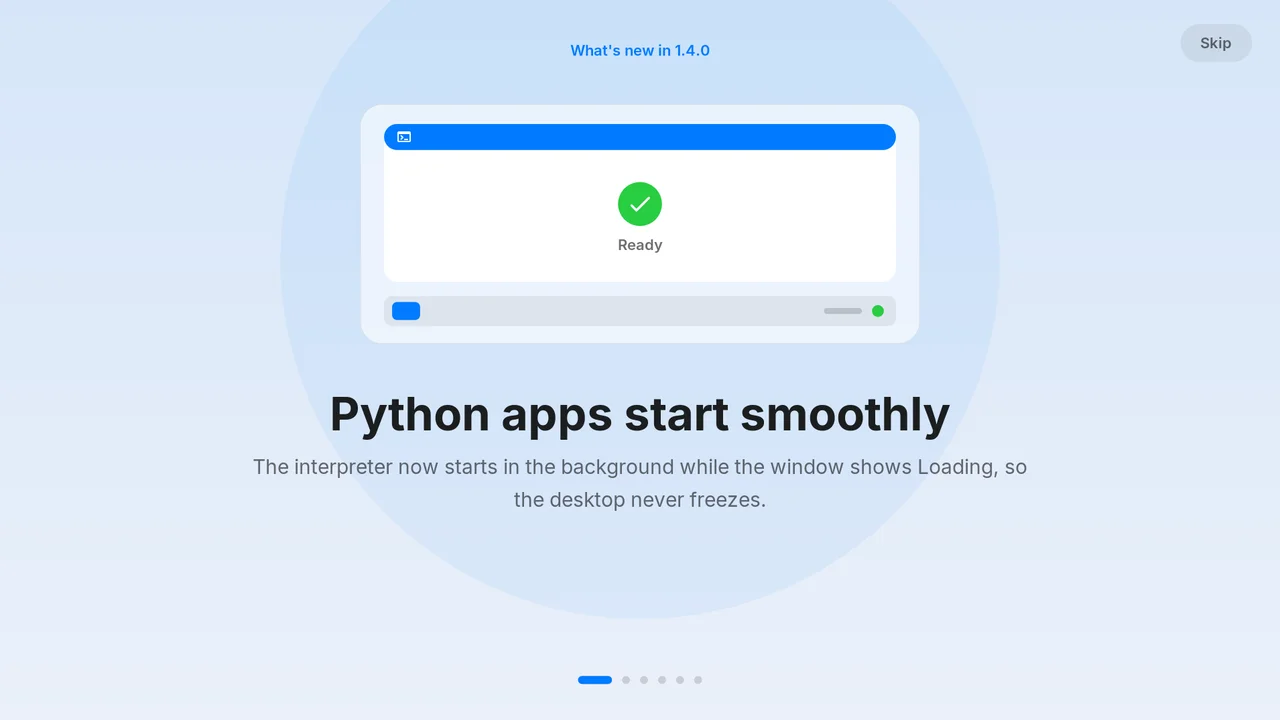 What's new in 1.4.0
Skip
Ready
Python apps start smoothly
The interpreter now starts in the background while the window shows Loading, so
the desktop never freezes.